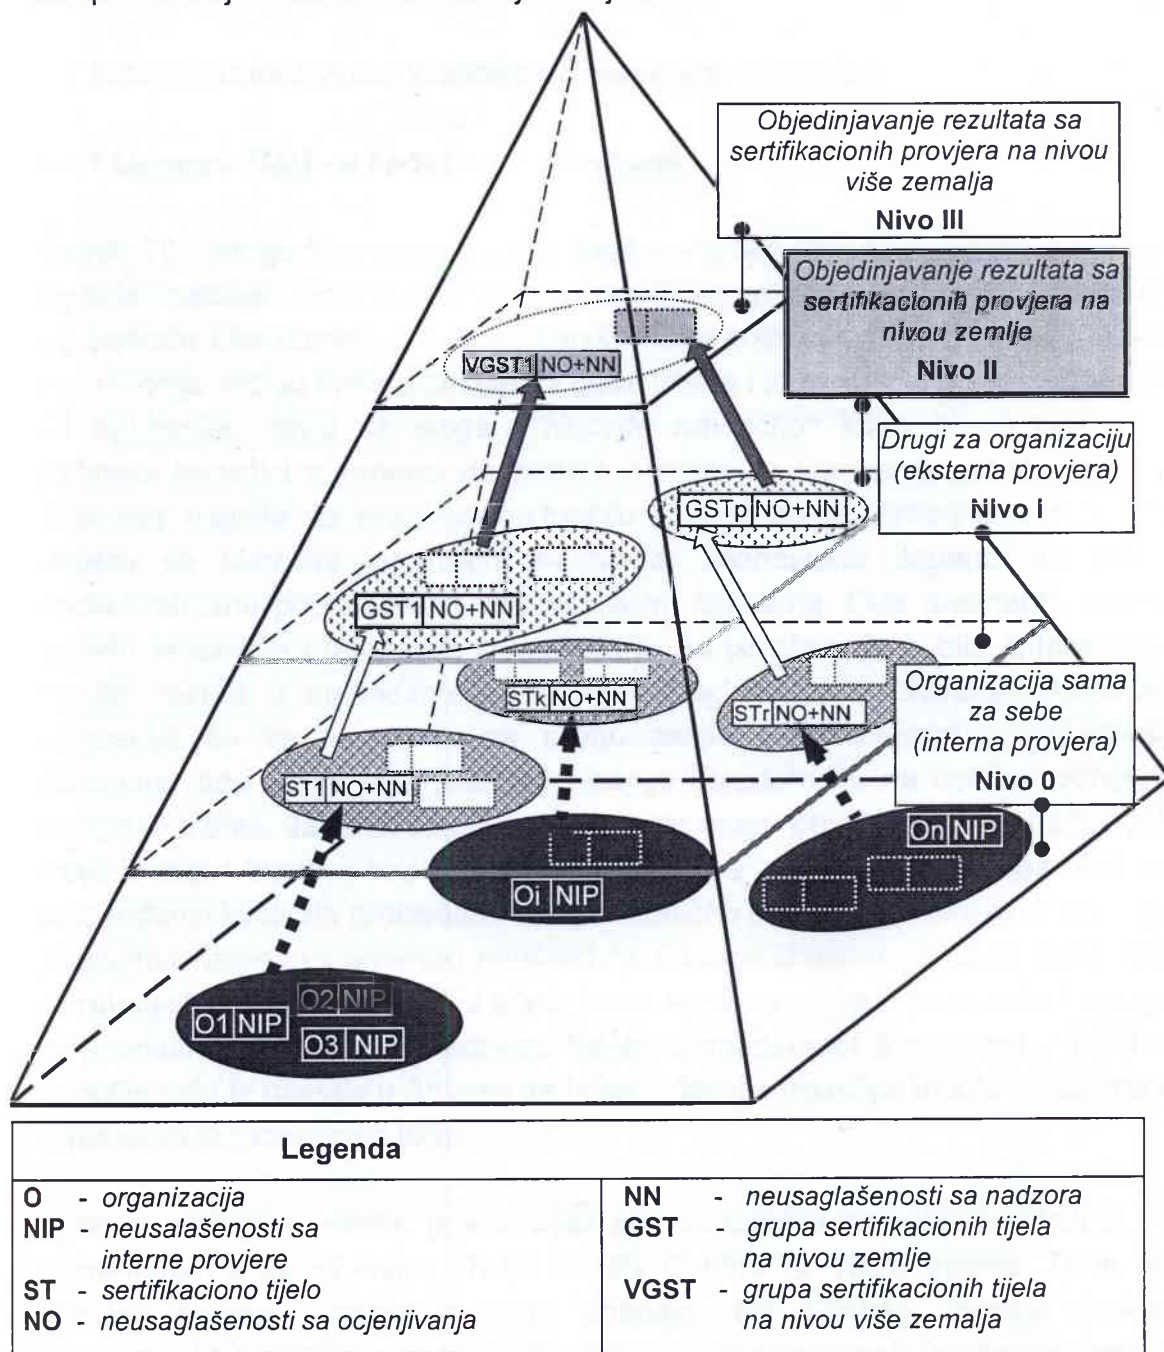 Objedinjavanje rezultata sa
sertifikacionih provjera na nivou
više zemalja
Nivo III
Objedinjavanje rezultata sa
sertifikacionih provjera na
nivou zemlje
Nivo II
VGST1 NO+NN
Drugi za organizaciju
(eksterna provjera)
Nivo I
GSTp NO+NN
GST1 NO+NN
Organizacija sama
za sebe
(interna provjera)
Nivo 0
STk NO+NN
STr NO+NN
ST1 NO+NN
On NIP
Oi NIP
O2 NIP
O1 NIP
O3 NIP
Legenda
O - organizacija
NIP - neusalašenosti sa
interne provjere
ST - sertifikaciono tijelo
NO - neusaglašenosti sa ocjenjivanja
NN - neusaglašenosti sa nadzora
GST - grupa sertifikacionih tijela
na nivou zemlje
VGST - grupa sertifikacionih tijela
na nivou više zemalja